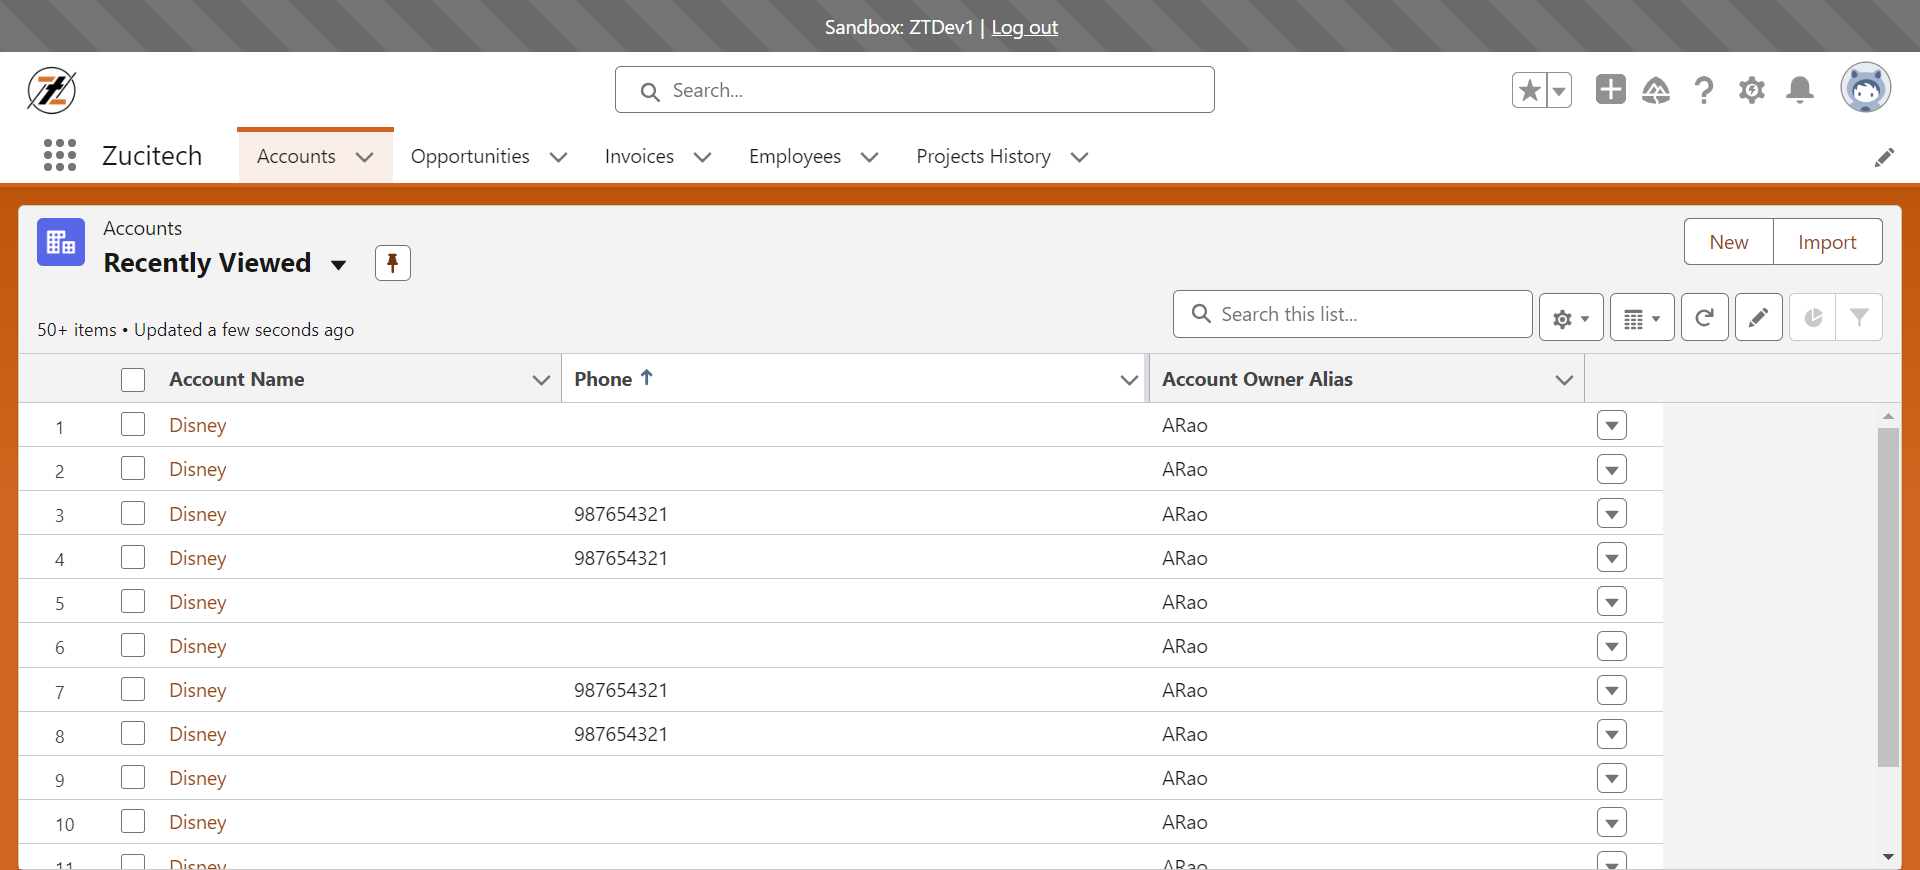 Sandbox: ZTDev1 | Log out
Search...
Zucitech Accounts Opportunities Invoices Employees Projects History
Accounts
Recently Viewed
New Import
50+ items • Updated a few seconds ago
Search this list...
Account Name Phone ↑ Account Owner Alias
1 Disney ARao
2 Disney ARao
3 Disney 987654321 ARao
4 Disney 987654321 ARao
5 Disney ARao
6 Disney ARao
7 Disney 987654321 ARao
8 Disney 987654321 ARao
9 Disney ARao
10 Disney ARao
11 Disney ARao